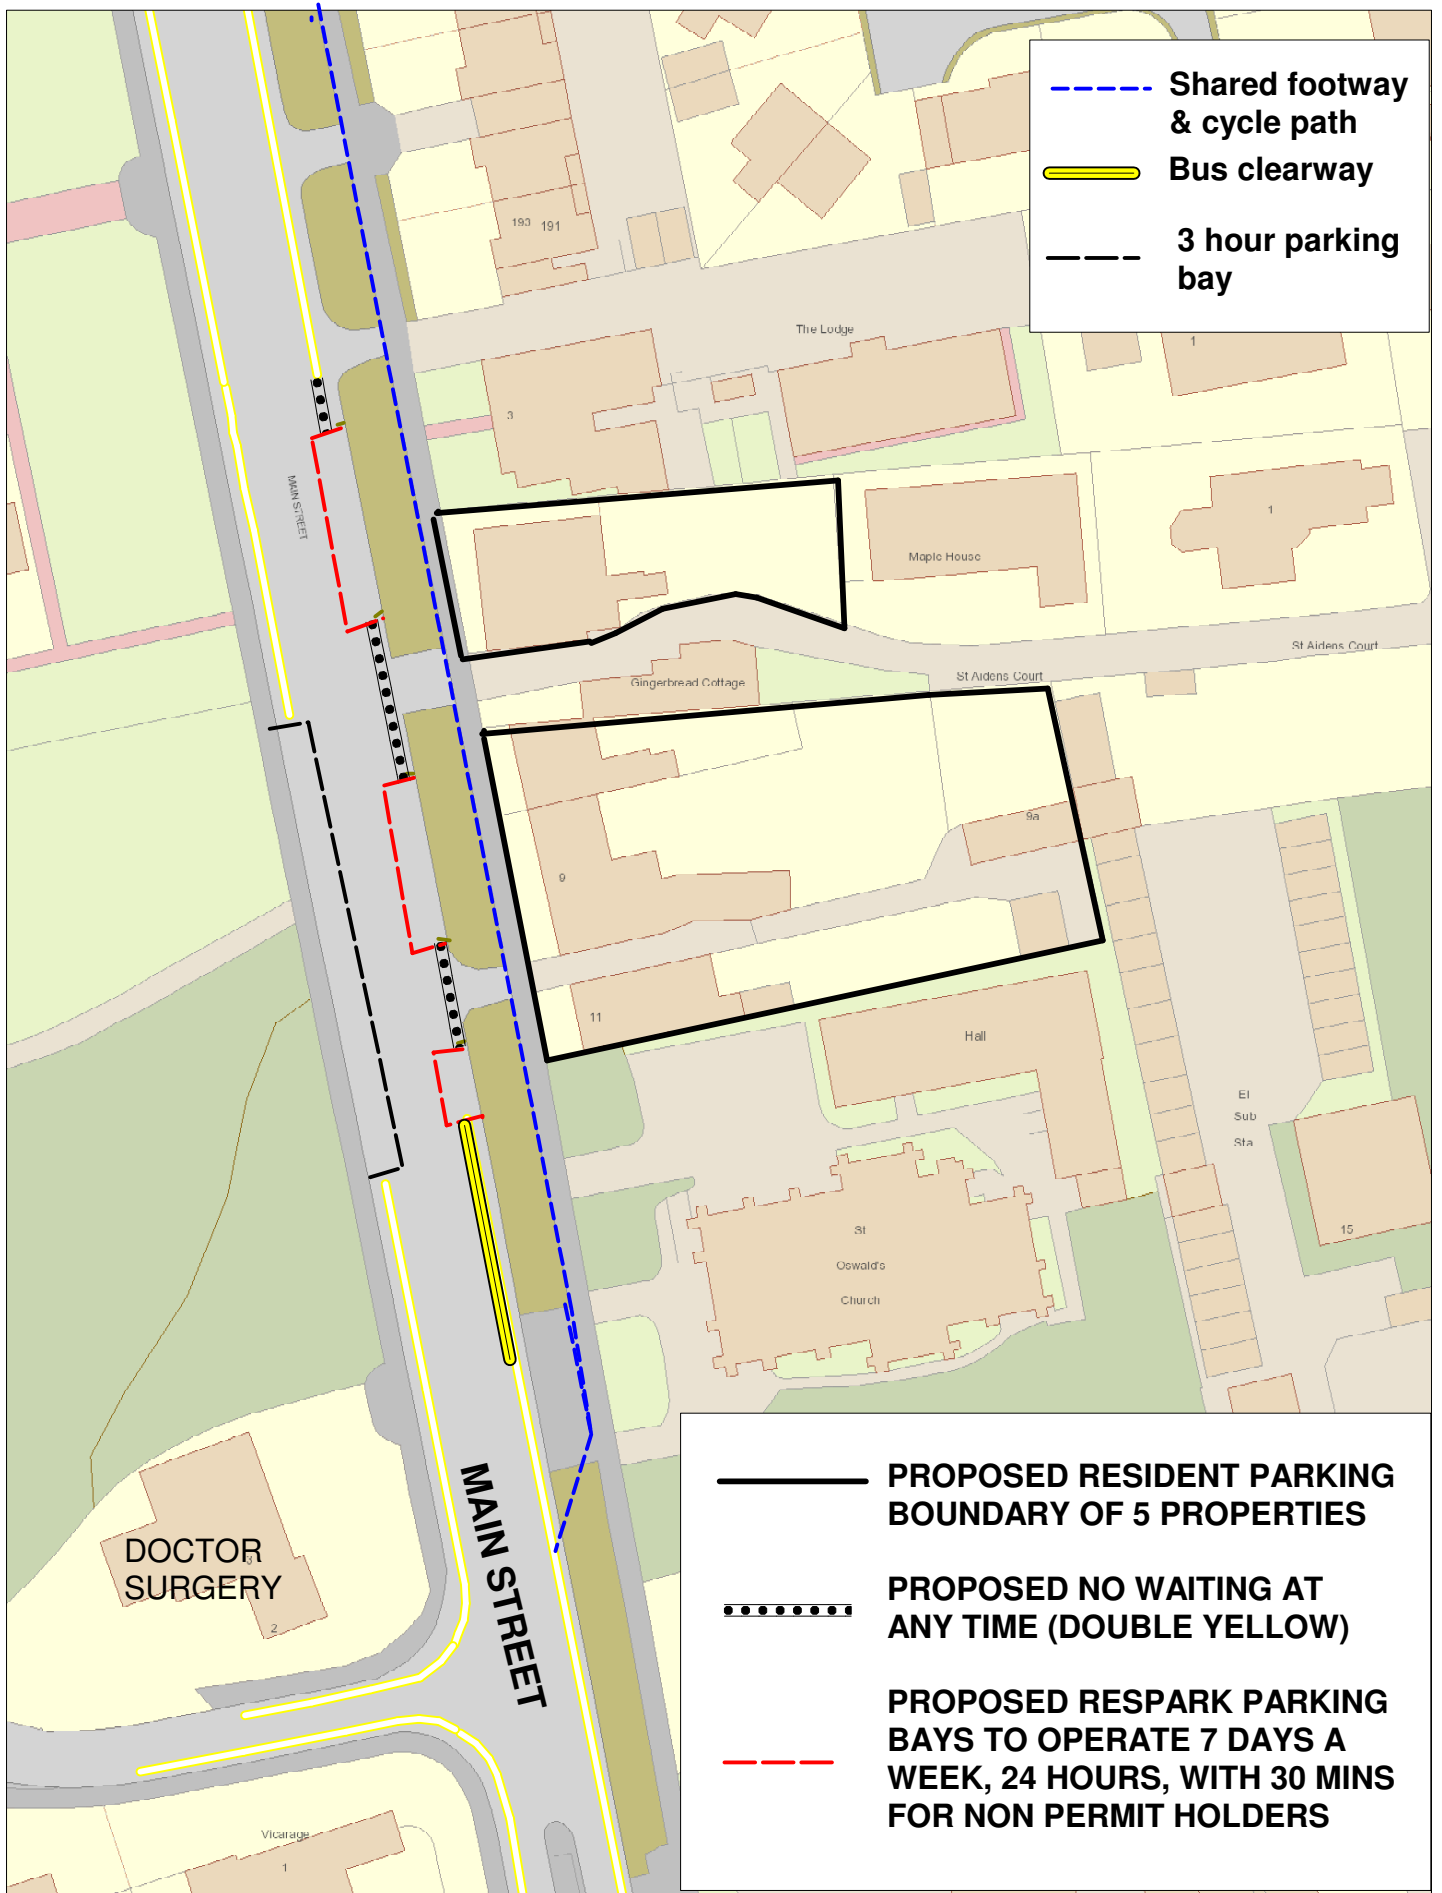 Shared footway
& cycle path
Bus clearway
3 hour parking
bay
193 191
The Lodge
1
3
MAIN STREET
Maple House
1
St Aidens Court
St Aidens Court
Gingerbread Cottage
9a
9
11
Hall
El
Sub
Sta
St
Oswald's
Church
15
MAIN STREET
DOCTOR
SURGERY
3
2
Vicarage
1
PROPOSED RESIDENT PARKING
BOUNDARY OF 5 PROPERTIES
PROPOSED NO WAITING AT
ANY TIME (DOUBLE YELLOW)
PROPOSED RESPARK PARKING
BAYS TO OPERATE 7 DAYS A
WEEK, 24 HOURS, WITH 30 MINS
FOR NON PERMIT HOLDERS